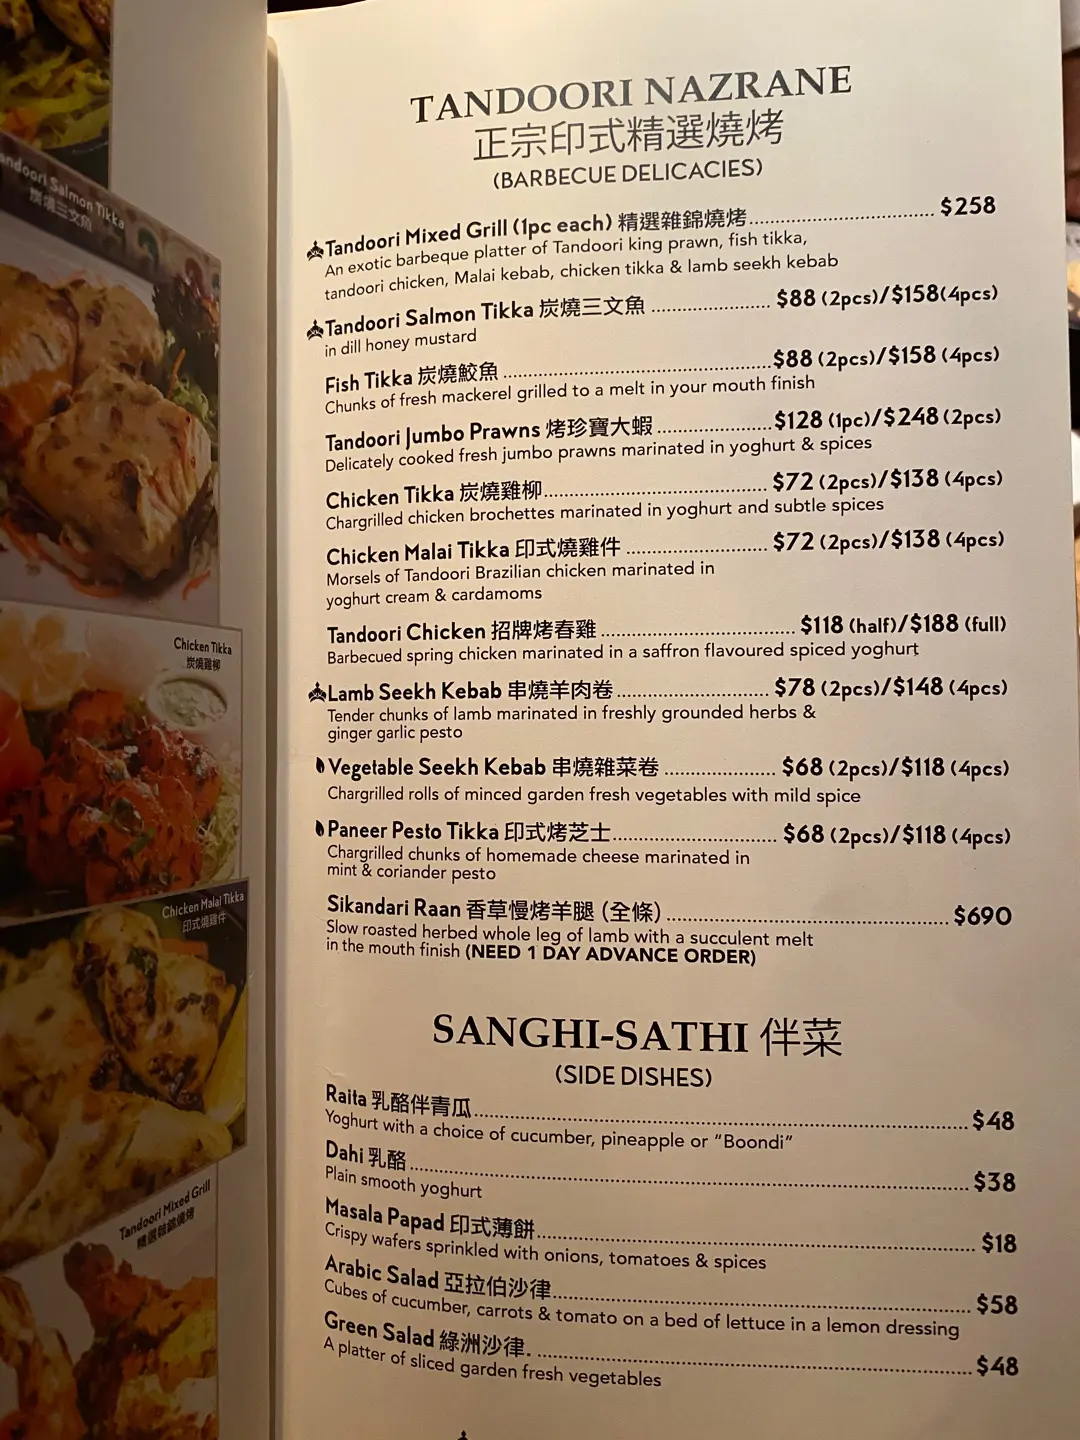 TANDOORI NAZRANE
正宗印式精選燒烤
(BARBECUE DELICACIES)
Tandoori Mixed Grill (1pc each) 精選雜錦燒烤 $258
An exotic barbeque platter of Tandoori king prawn, fish tikka,
tandoori chicken, Malai kebab, chicken tikka & lamb seekh kebab
Tandoori Salmon Tikka 炭燒三文魚 $88 (2pcs)/$158(4pcs)
in dill honey mustard
Fish Tikka 炭燒鮫魚 $88 (2pcs)/$158 (4pcs)
Chunks of fresh mackerel grilled to a melt in your mouth finish
Tandoori Jumbo Prawns 烤珍寶大蝦 $128 (1pc)/$248 (2pcs)
Delicately cooked fresh jumbo prawns marinated in yoghurt & spices
Chicken Tikka 炭燒雞柳 $72 (2pcs)/$138 (4pcs)
Chargrilled chicken brochettes marinated in yoghurt and subtle spices
Chicken Malai Tikka 印式燒雞件 $72 (2pcs)/$138 (4pcs)
Morsels of Tandoori Brazilian chicken marinated in
yoghurt cream & cardamoms
Tandoori Chicken 招牌烤春雞 $118 (half)/$188 (full)
Barbecued spring chicken marinated in a saffron flavoured spiced yoghurt
Lamb Seekh Kebab 串燒羊肉卷 $78 (2pcs)/$148 (4pcs)
Tender chunks of lamb marinated in freshly grounded herbs &
ginger garlic pesto
Vegetable Seekh Kebab 串燒雜菜卷 $68 (2pcs)/$118 (4pcs)
Chargrilled rolls of minced garden fresh vegetables with mild spice
Paneer Pesto Tikka 印式烤芝士 $68 (2pcs)/$118 (4pcs)
Chargrilled chunks of homemade cheese marinated in
mint & coriander pesto
Sikandari Raan 香草慢烤羊腿 (全條) $690
Slow roasted herbed whole leg of lamb with a succulent melt
in the mouth finish (NEED 1 DAY ADVANCE ORDER)
SANGHI-SATHI 伴菜
(SIDE DISHES)
Raita 乳酪伴青瓜 $48
Yoghurt with a choice of cucumber, pineapple or "Boondi"
Dahi 乳酪 $38
Plain smooth yoghurt
Masala Papad 印式薄餅 $18
Crispy wafers sprinkled with onions, tomatoes & spices
Arabic Salad 亞拉伯沙律 $58
Cubes of cucumber, carrots & tomato on a bed of lettuce in a lemon dressing
Green Salad 綠洲沙律. $48
A platter of sliced garden fresh vegetables
Salmon Tikka
炭燒三文魚
Chicken Tikka
炭燒雞柳
Chicken Malai Tikka
印式燒雞件
Tandoori Mixed Grill
精選雜錦燒烤